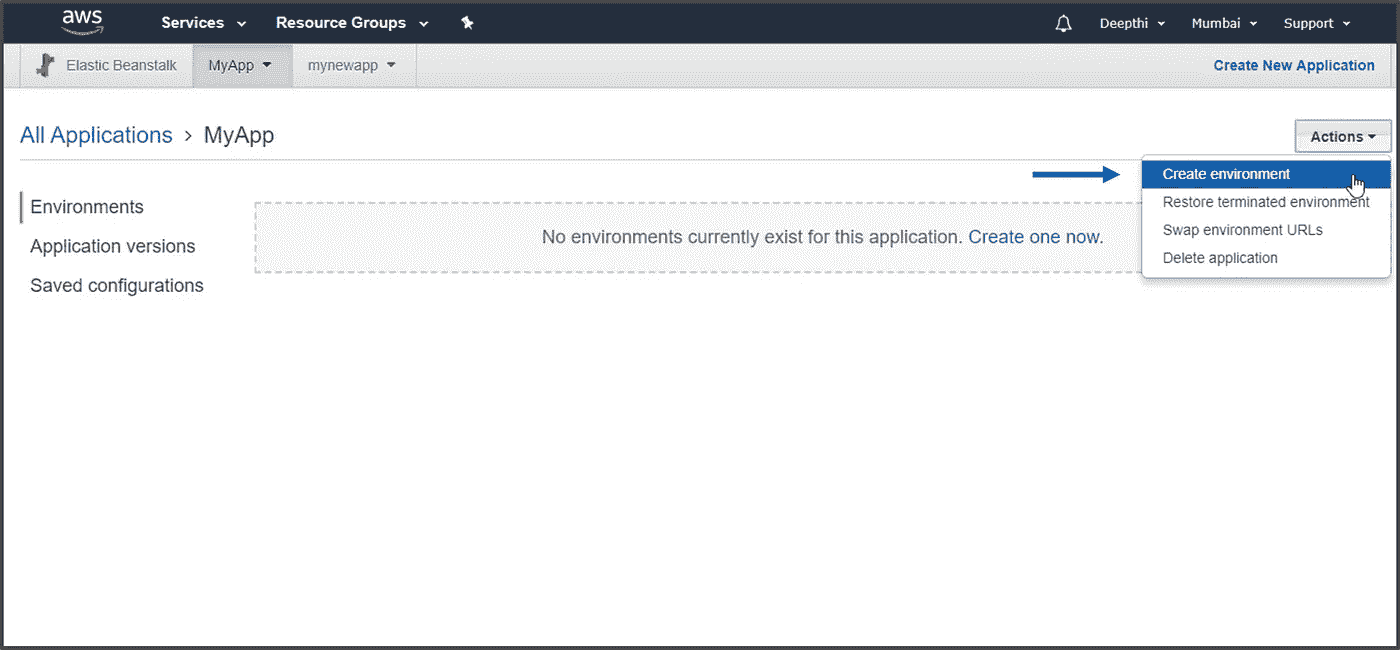 aws Services Resource Groups Deepthi Mumbai Support
Elastic Beanstalk MyApp mynewapp Create New Application
All Applications › MyApp Actions
Create environment
Restore terminated environment
Swap environment URLs
Delete application
Environments
Application versions
Saved configurations
No environments currently exist for this application. Create one now.